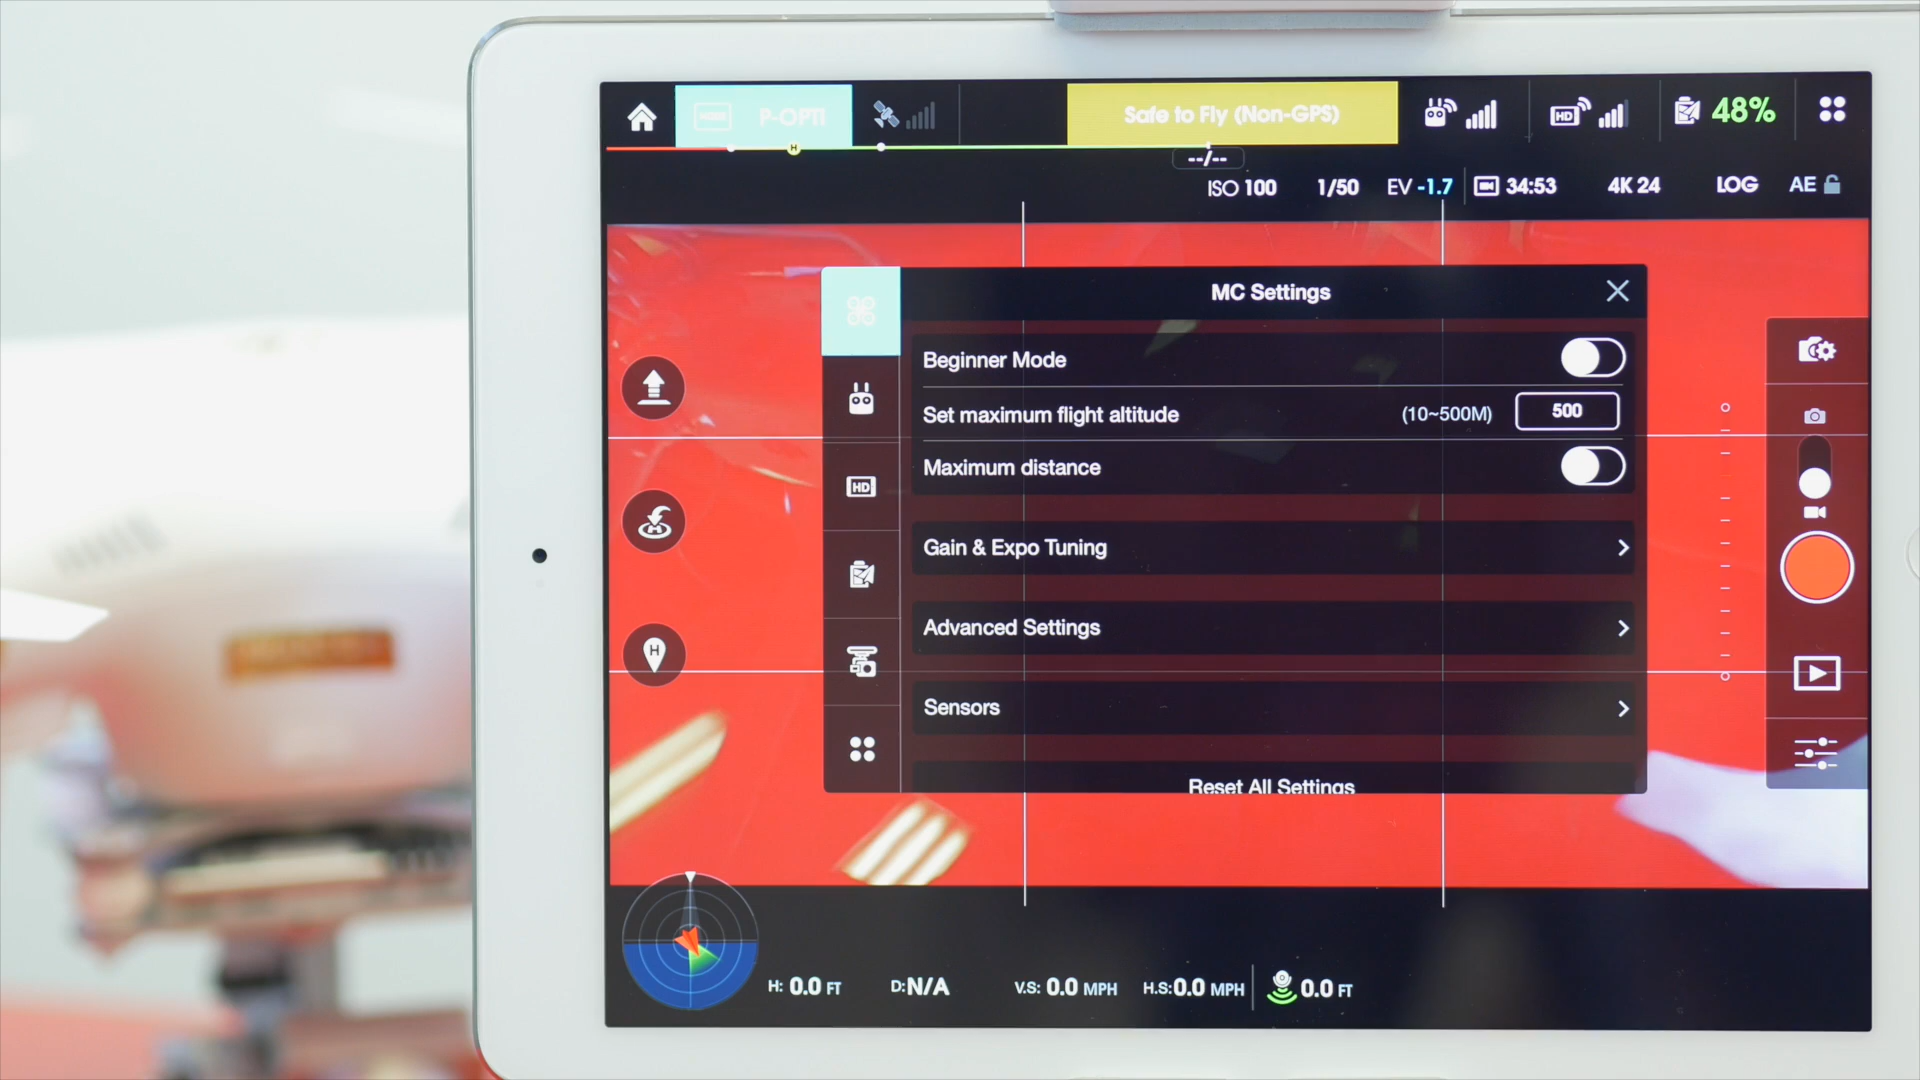 P-OPTI
Safe to Fly (Non-GPS)
HD
48%
H
--/--
ISO 100
1/50
EV -1.7
34:53
4K 24
LOG
AE
MC Settings
Beginner Mode
Set maximum flight altitude (10~500M) 500
Maximum distance
HD
Gain & Expo Tuning
Advanced Settings
H
Sensors
Reset All Settings
H: 0.0 FT
D:N/A
V.S: 0.0 MPH
H.S:0.0 MPH
0.0 FT